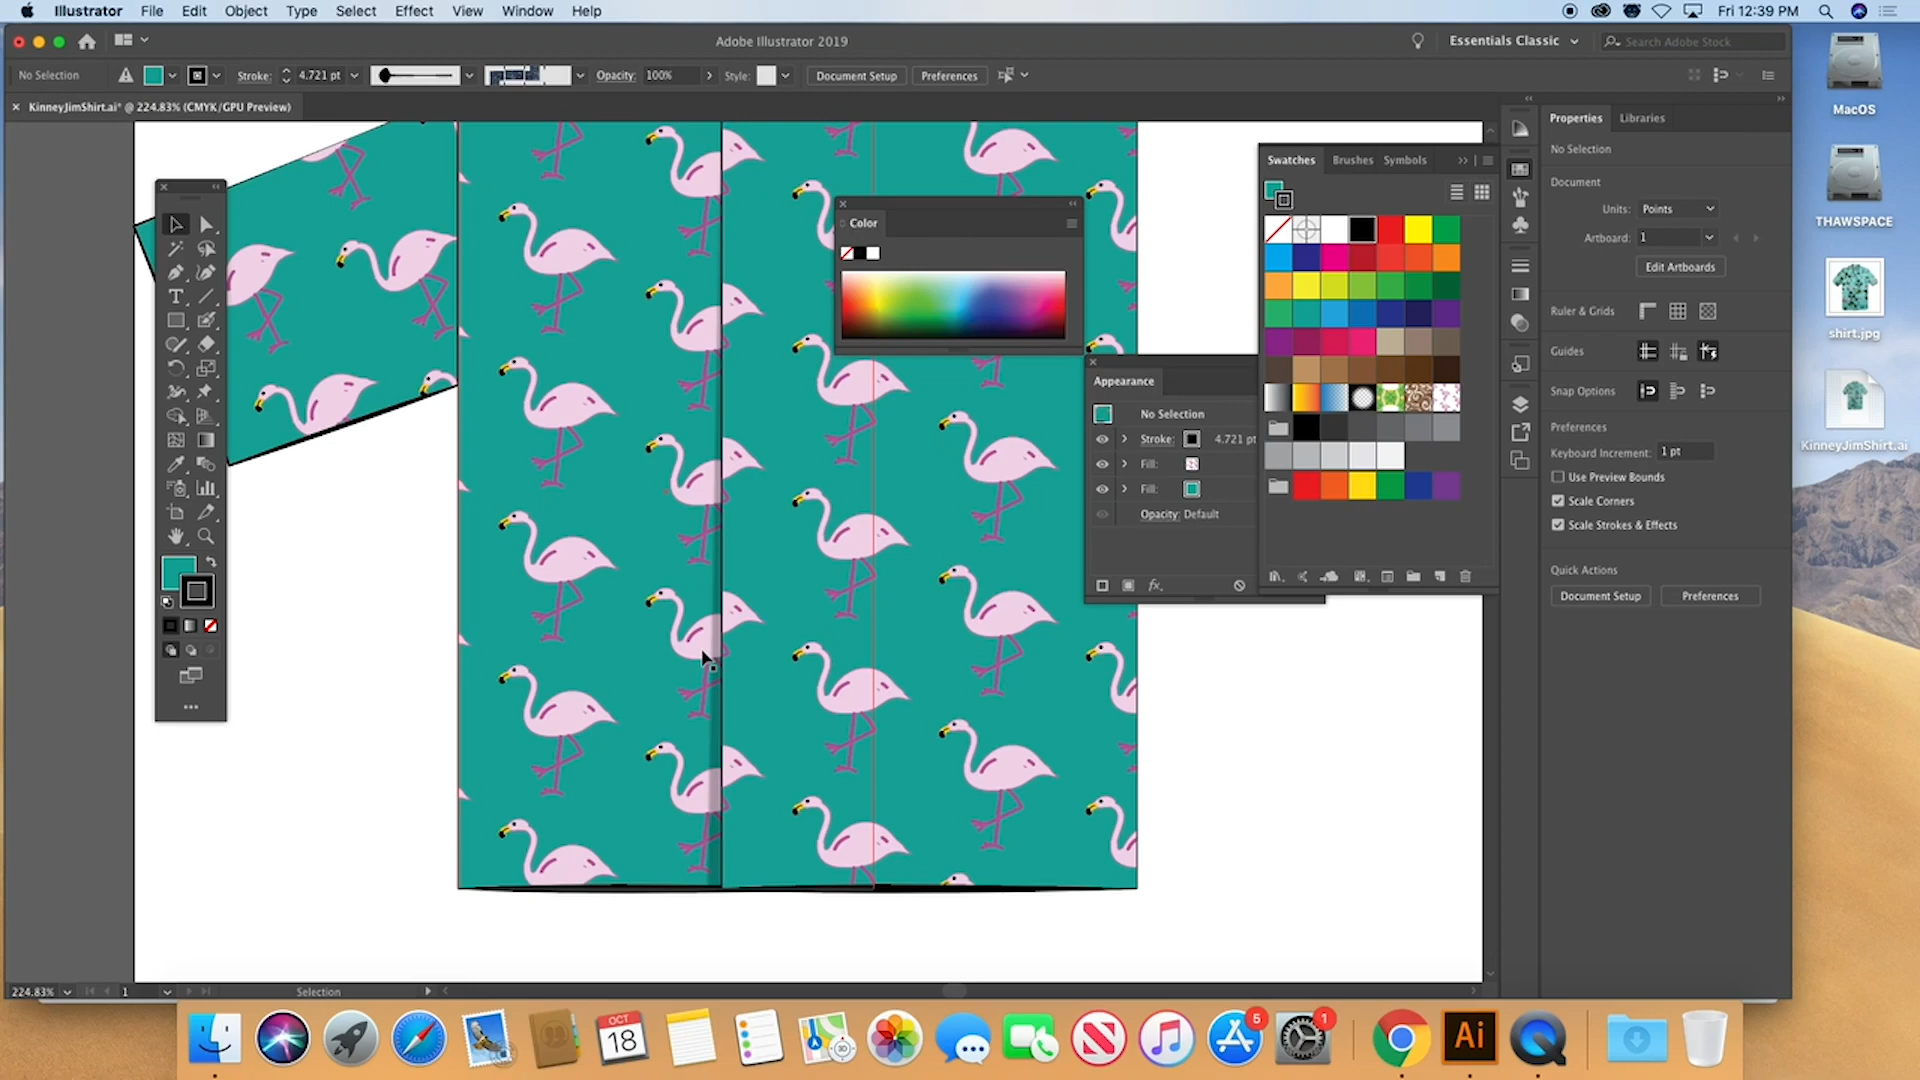 Illustrator File Edit Object Type Select Effect View Window Help Fri 12:39 PM
Adobe Illustrator 2019 Essentials Classic Search Adobe Stock
No Selection Stroke: 4.721 pt Opacity: 100% Style: Document Setup Preferences
KinneyJimShirt.ai* @ 224.83% (CMYK/GPU Preview)
Properties Libraries
No Selection
Document
Units: Points
Artboard: 1
Edit Artboards
Ruler & Grids
Guides
Snap Options
Preferences
Keyboard Increment: 1 pt
Use Preview Bounds
Scale Corners
Scale Strokes & Effects
Quick Actions
Document Setup Preferences
Swatches Brushes Symbols
Color
Appearance
No Selection
Stroke: 4.721 pt
Fill:
Fill:
Opacity: Default
fx
T
MacOS
THAWSPACE
shirt.jpg
KinneyJimShirt.ai
224.83% 1 Selection
OCT
18
3D
5
1
Ai